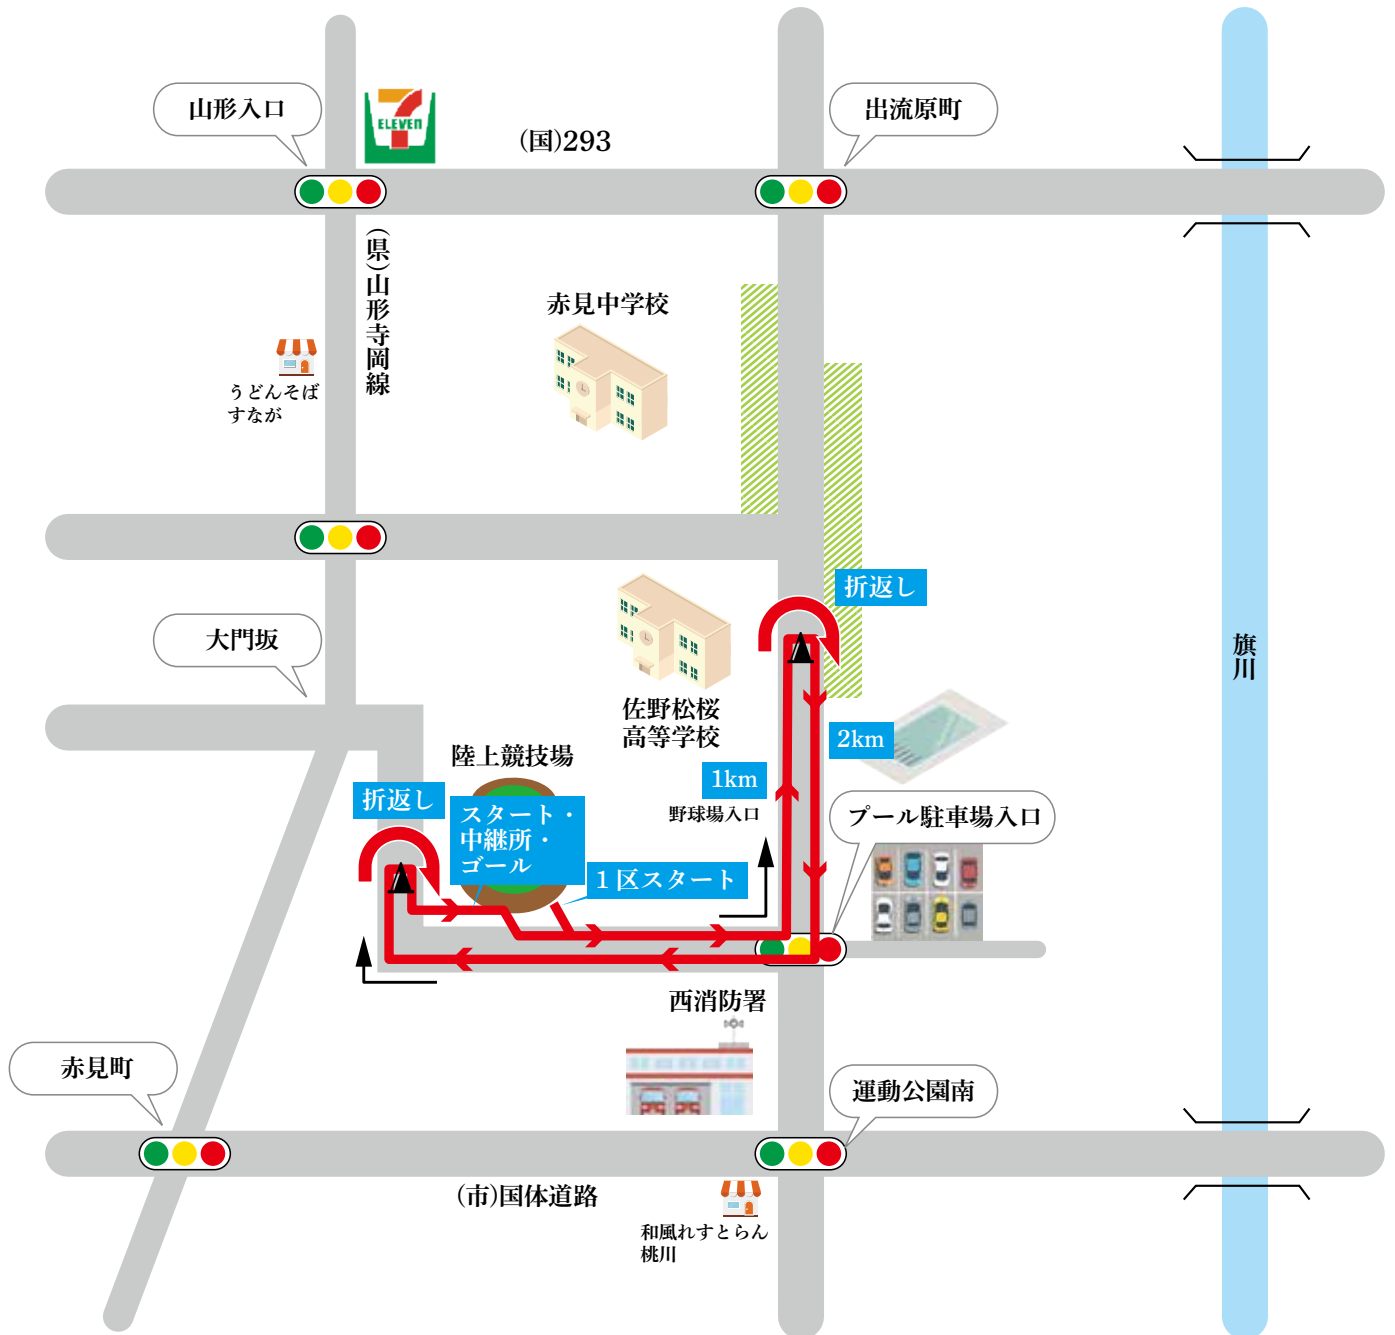 山形入口
ELEVEn
(国)293
出流原町
(県)山形寺岡線
赤見中学校
うどんそば
すなが
折返し
大門坂
佐野松桜
高等学校
旗川
2km
陸上競技場
1km
折返し
スタート・
中継所・
ゴール
野球場入口
プール駐車場入口
1区スタート
西消防署
赤見町
運動公園南
(市)国体道路
和風れすとらん
桃川